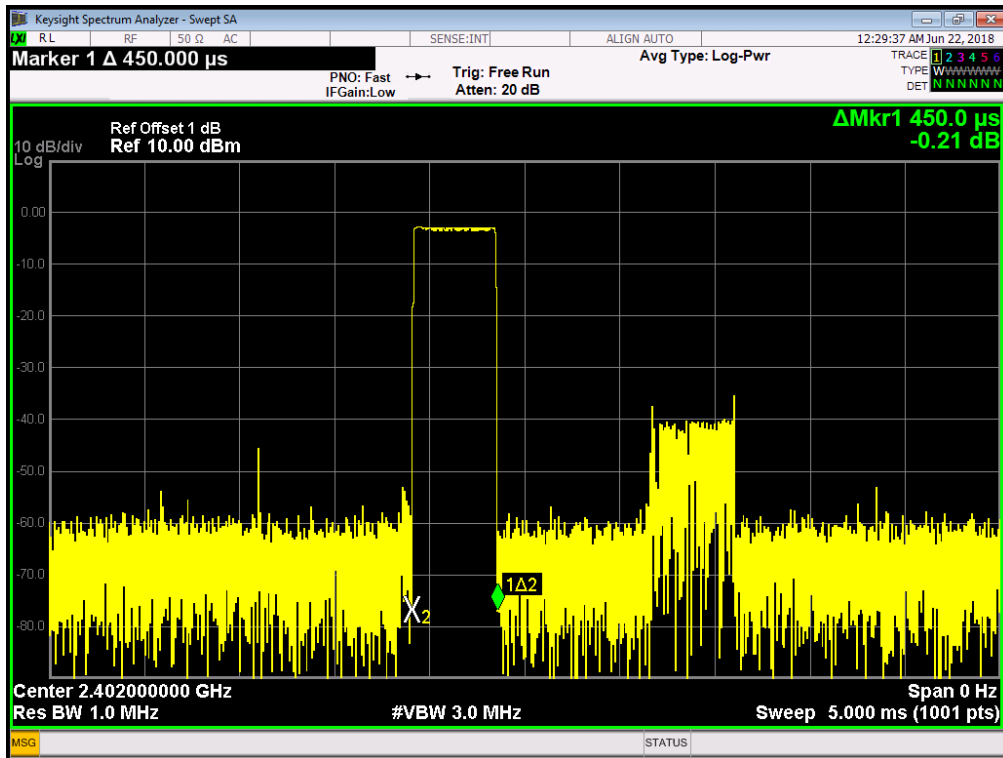 Keysight Spectrum Analyzer - Swept SA
LXI RL RF 50 Ω AC SENSE:INT ALIGN AUTO 12:29:37 AM Jun 22, 2018
Marker 1 Δ 450.000 µs
PNO: Fast
IFGain:Low
Trig: Free Run
Atten: 20 dB
Avg Type: Log-Pwr
TRACE 1 2 3 4 5 6
TYPE WWWWWW
DET N N N N N N
ΔMkr1 450.0 µs
-0.21 dB
Ref Offset 1 dB
10 dB/div Ref 10.00 dBm
Log
0.00
-10.0
-20.0
-30.0
-40.0
-50.0
-60.0
-70.0
-80.0
1Δ2
X2
Center 2.402000000 GHz Span 0 Hz
Res BW 1.0 MHz #VBW 3.0 MHz Sweep 5.000 ms (1001 pts)
MSG STATUS